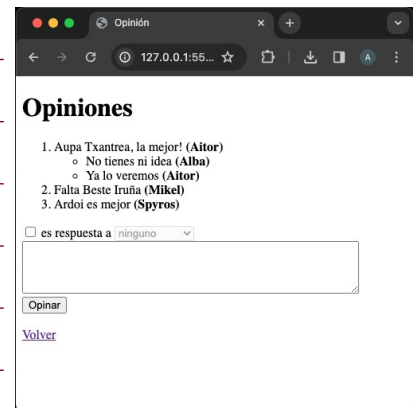 Opinión
127.0.0.1:55...
A
Opiniones
1. Aupa Txantrea, la mejor! (Aitor)
No tienes ni idea (Alba)
Ya lo veremos (Aitor)
2. Falta Beste Iruña (Mikel)
3. Ardoi es mejor (Spyros)
es respuesta a ninguno
Opinar
Volver